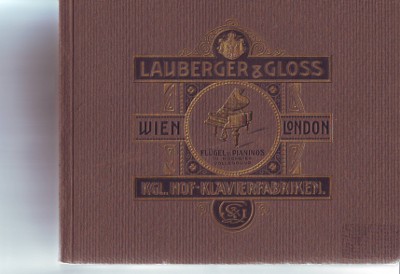 LAUBERGER & GLOSS
WIEN LONDON
FLÜGEL u. PIANINOS
KGL. HOF-KLAVIERFABRIKEN.